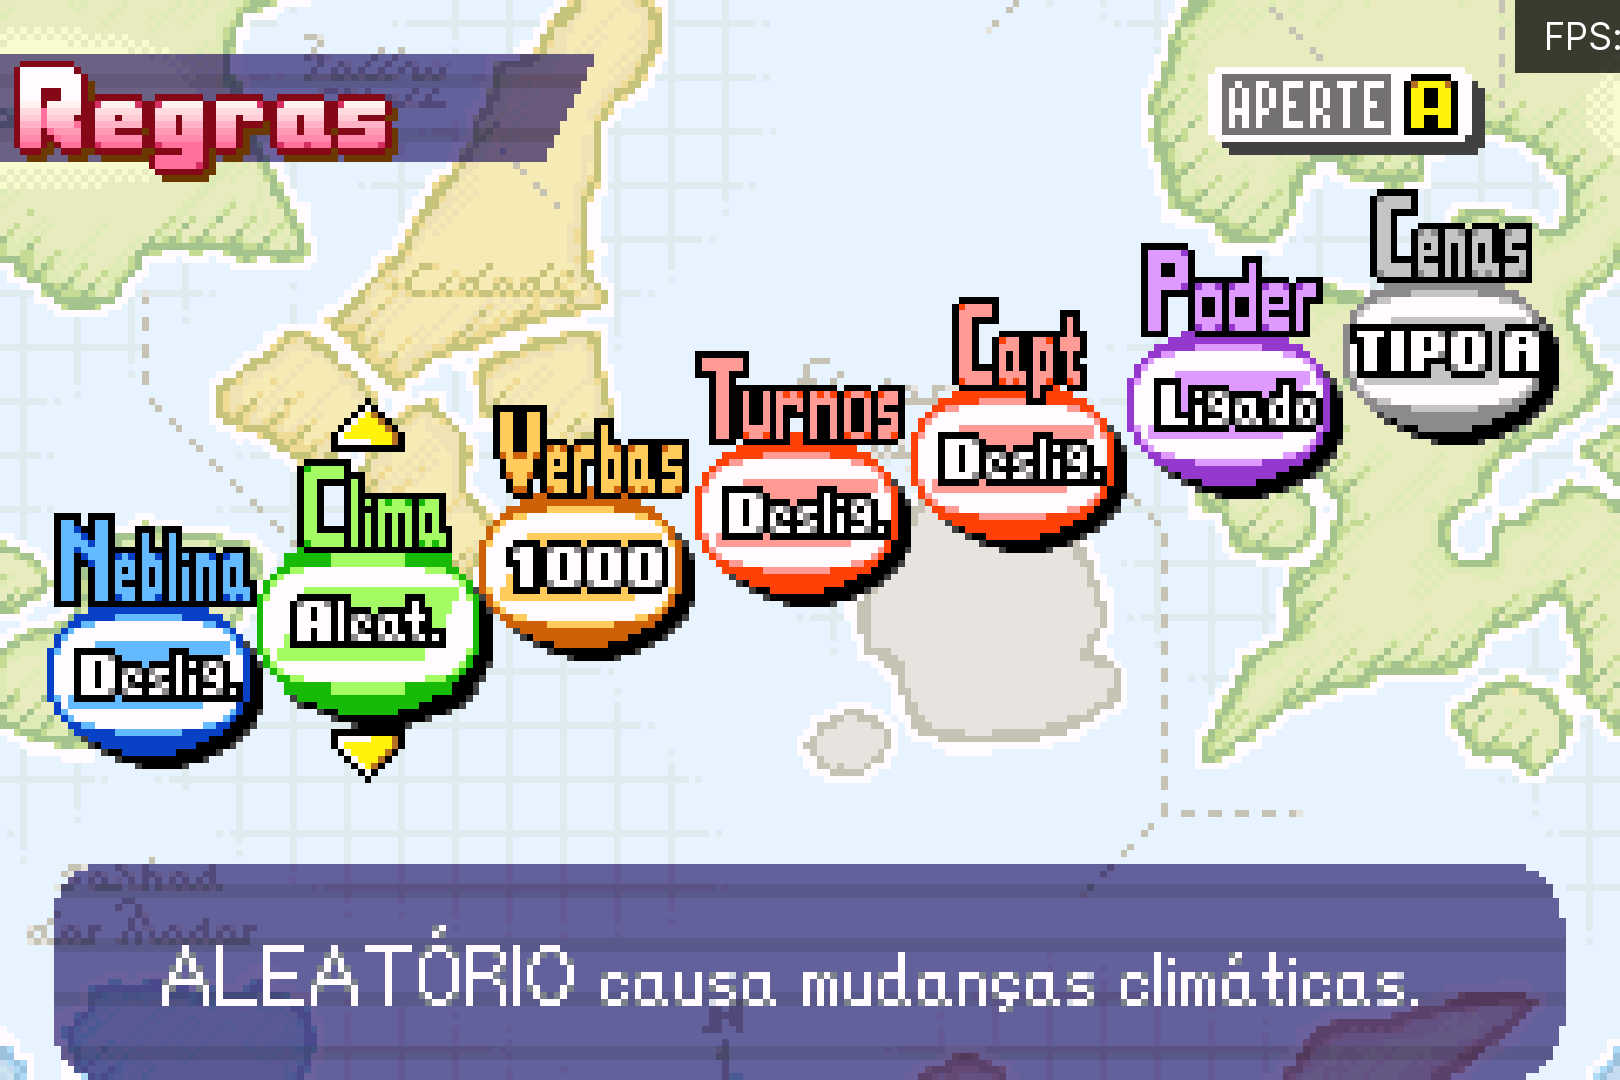 FPS:
Regras
APERTE A
Cenas
TIPO A
Poder
Ligado
Capt
Deslig.
Turnos
Deslig.
Verbas
1000
Clima
Aleat.
Neblina
Deslig.
ALEATÓRIO causa mudanças climáticas.